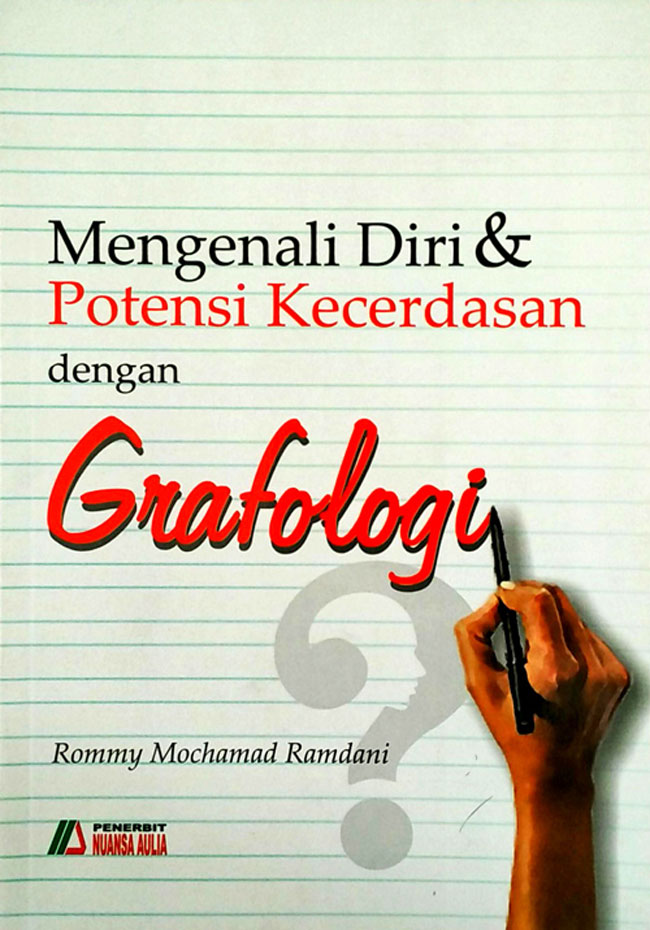 Mengenali Diri &
Potensi Kecerdasan
dengan
Grafologi
Rommy Mochamad Ramdani
PENERBIT
NUANSA AULIA